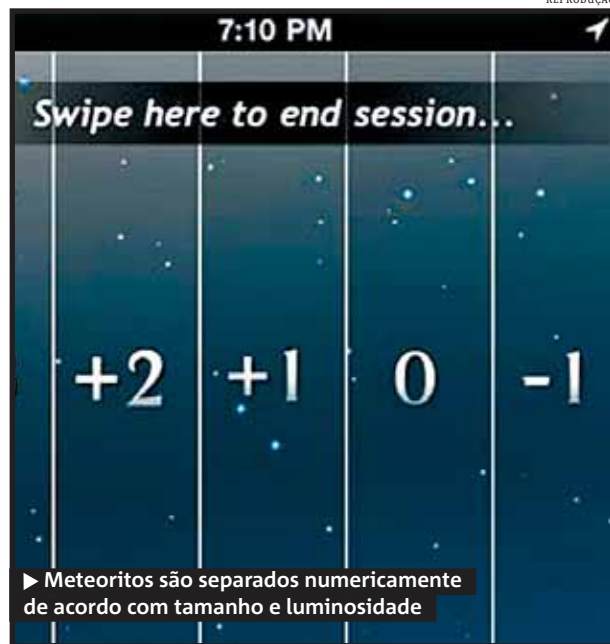 REPRODUÇÃO
7:10 PM
Swipe here to end session...
+2 +1 0 -1
▶ Meteoritos são separados numericamente
de acordo com tamanho e luminosidade